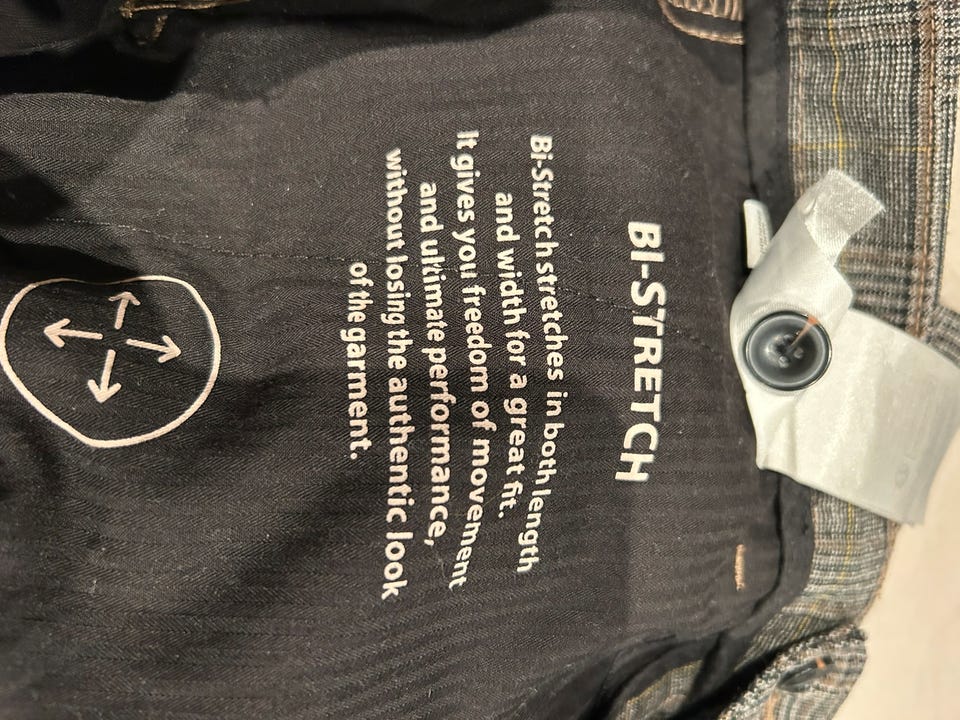 BI-STRETCH
Bi-Stretch stretches in both length
and width for a great fit.
It gives you freedom of movement
and ultimate performance,
without losing the authentic look
of the garment.